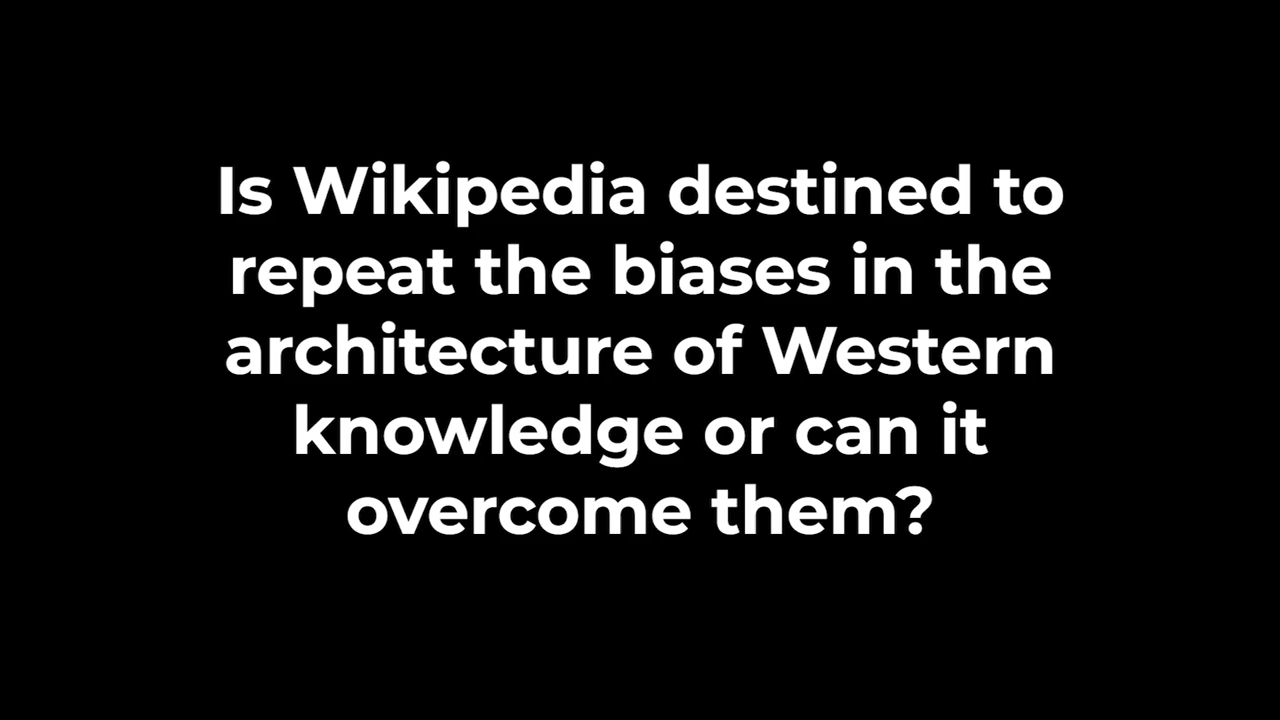 Is Wikipedia destined to
repeat the biases in the
architecture of Western
knowledge or can it
overcome them?